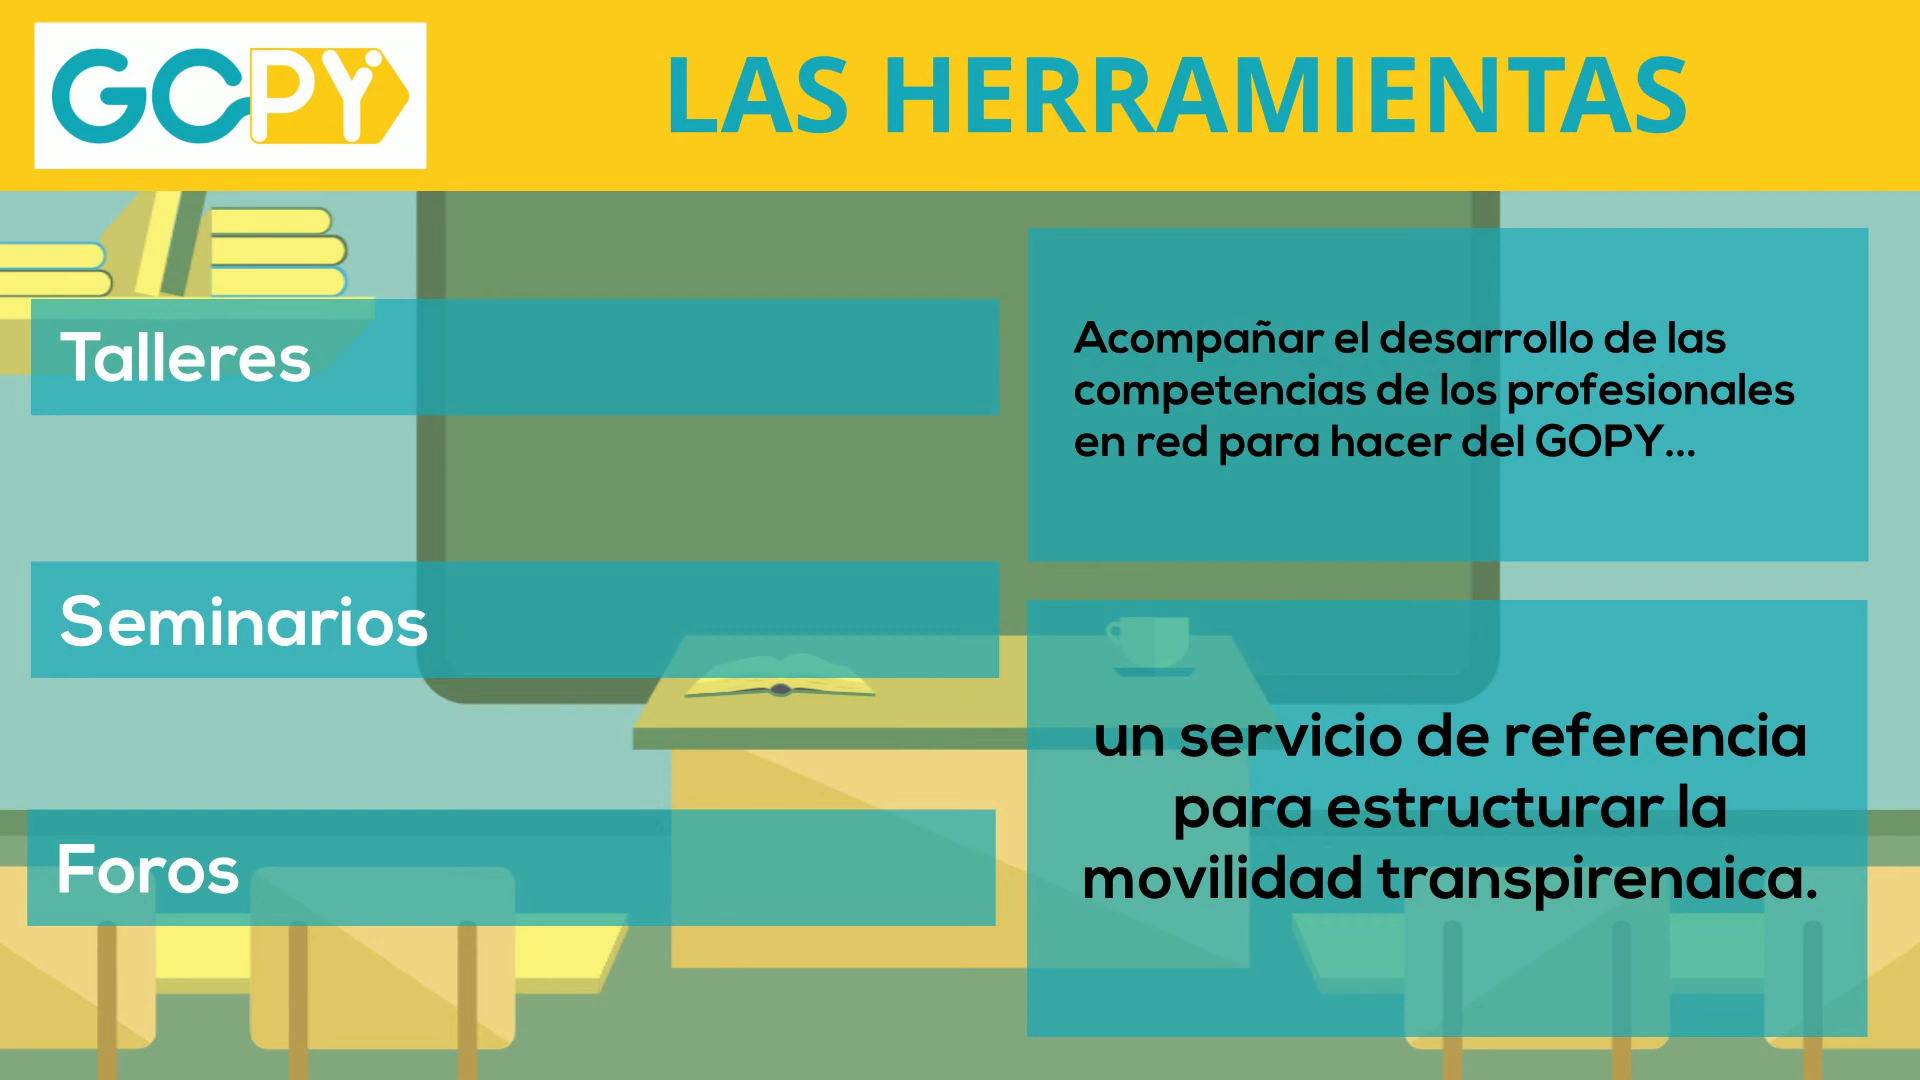 GOPY
LAS HERRAMIENTAS
Talleres
Seminarios
Foros
Acompañar el desarrollo de las
competencias de los profesionales
en red para hacer del GOPY...
un servicio de referencia
para estructurar la
movilidad transpirenaica.